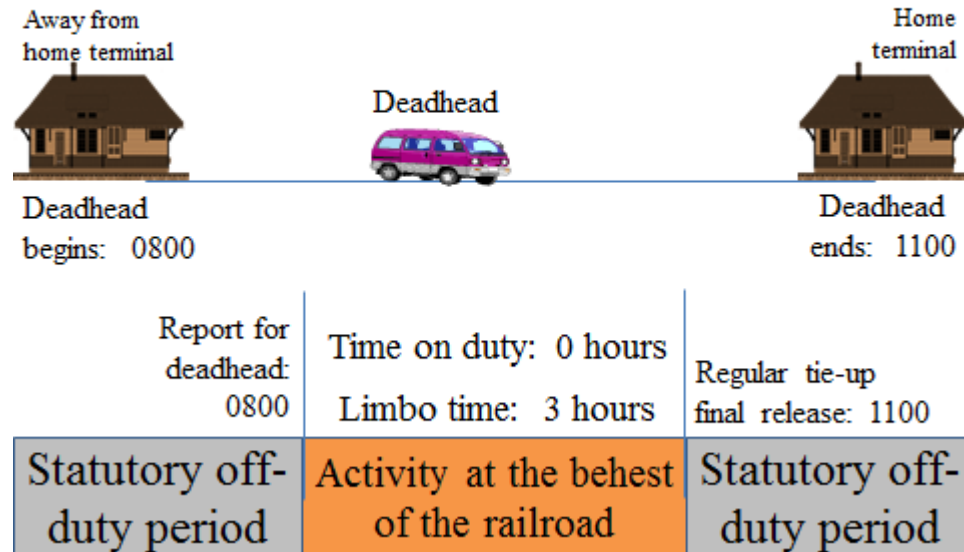 Away from
home terminal
Home
terminal
Deadhead
Deadhead
begins: 0800
Deadhead
ends: 1100
Report for
deadhead:
0800
Time on duty: 0 hours
Limbo time: 3 hours
Regular tie-up
final release: 1100
Statutory off-
duty period
Activity at the behest
of the railroad
Statutory off-
duty period